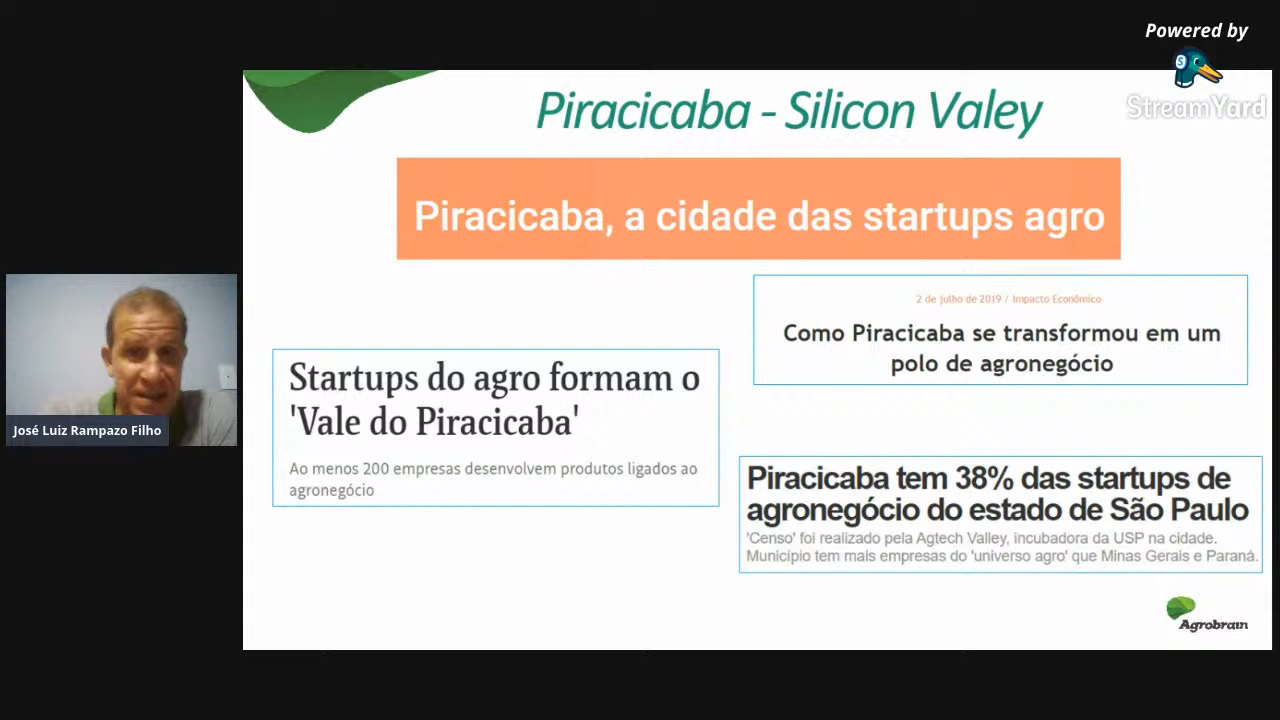 Powered by
StreamYard
Piracicaba - Silicon Valey
Piracicaba, a cidade das startups agro
2 de julho de 2019 / Impacto Econômico
Como Piracicaba se transformou em um
polo de agronegócio
Startups do agro formam o
'Vale do Piracicaba'
Ao menos 200 empresas desenvolvem produtos ligados ao
agronegócio
Piracicaba tem 38% das startups de
agronegócio do estado de São Paulo
'Censo' foi realizado pela Agtech Valley, incubadora da USP na cidade.
Município tem mais empresas do 'universo agro' que Minas Gerais e Paraná.
José Luiz Rampazo Filho
Agrobrain